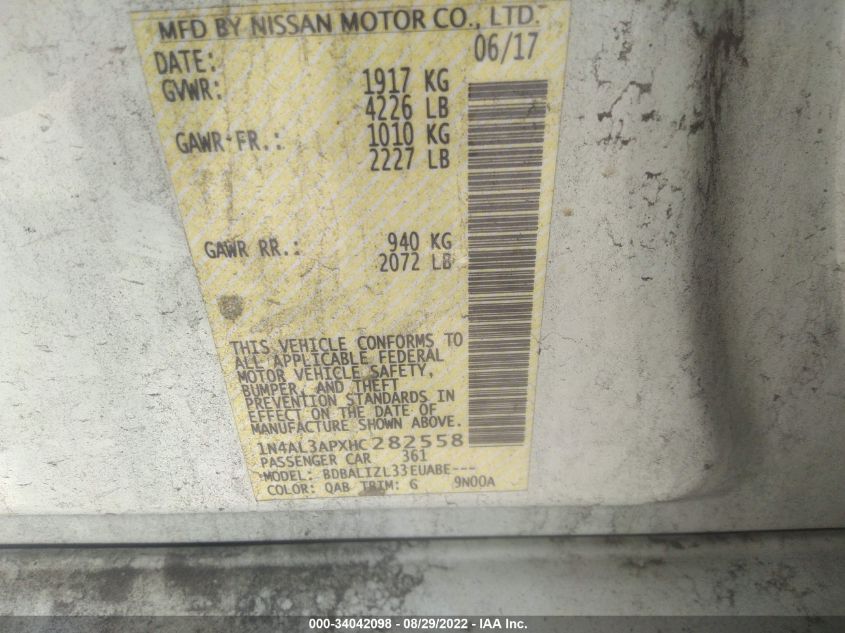 MFD BY NISSAN MOTOR CO., LTD.
DATE: 06/17
GVWR: 1917 KG
4226 LB
GAWR FR.: 1010 KG
2227 LB
GAWR RR.: 940 KG
2072 LB
THIS VEHICLE CONFORMS TO
ALL APPLICABLE FEDERAL
MOTOR VEHICLE SAFETY,
BUMPER, AND THEFT
PREVENTION STANDARDS IN
EFFECT ON THE DATE OF
MANUFACTURE SHOWN ABOVE.
1N4AL3APXHC282558
PASSENGER CAR 361
MODEL: BDBALIZL33EUABE---
COLOR: QAB TRIM: G 9N00A
000-34042098 - 08/29/2022 - IAA Inc.